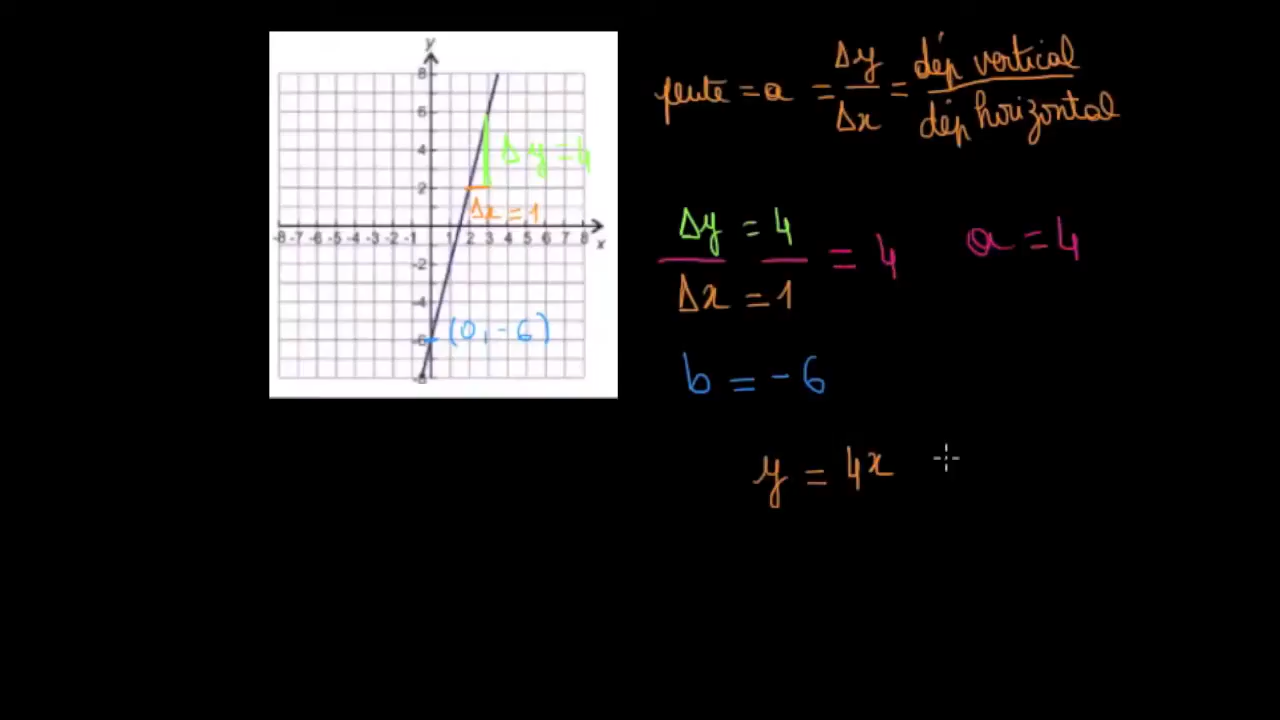 y
8
6
4
Δy = 4
2
Δx = 1
-8 -7 -6 -5 -4 -3 -2 -1 1 2 3 4 5 6 7 8
x
-2
-4
-6
(0, -6)
-8
pente = a = Δy/Δx = dép vertical/dép horizontal
Δy = 4
= 4 a = 4
Δx = 1
b = -6
y = 4x